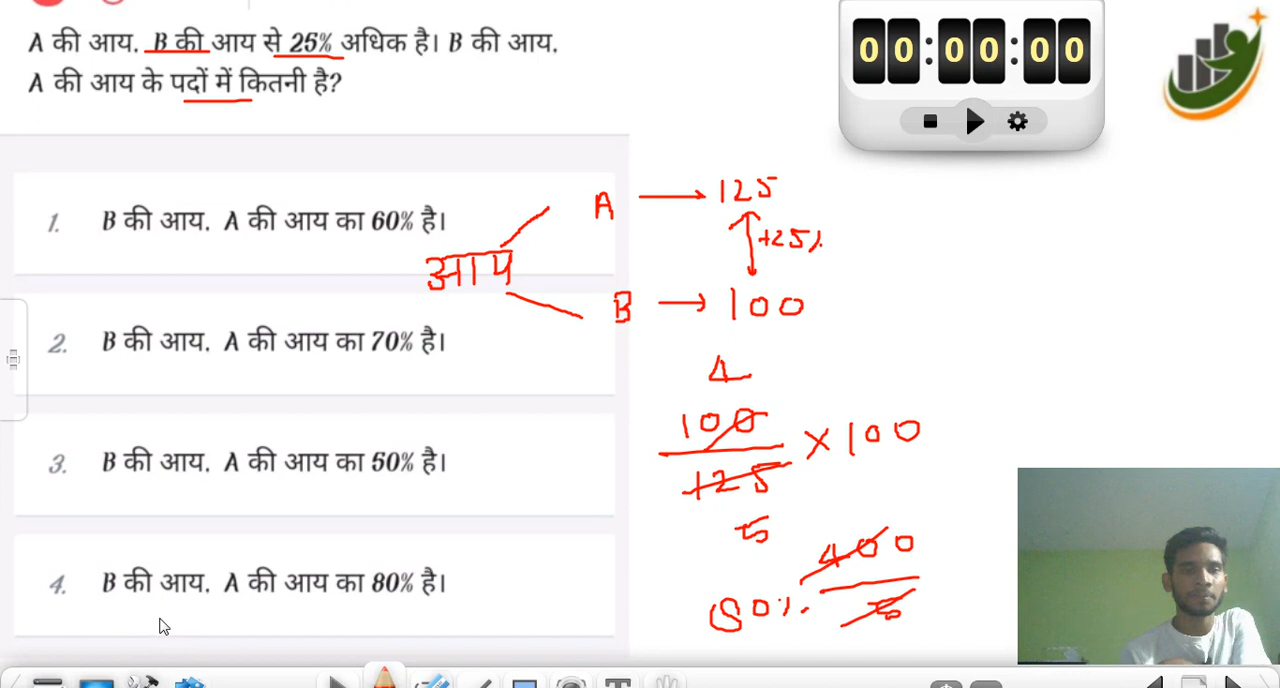 A की आय. B की आय से 25% अधिक है। B की आय.
A की आय के पदों में कितनी है?
00:00:00
1. B की आय. A की आय का 60% है।
2. B की आय. A की आय का 70% है।
3. B की आय. A की आय का 50% है।
4. B की आय. A की आय का 80% है।
आय
A → 125
+25%
B → 100
4
100
125
× 100
5
400
5
80%
T